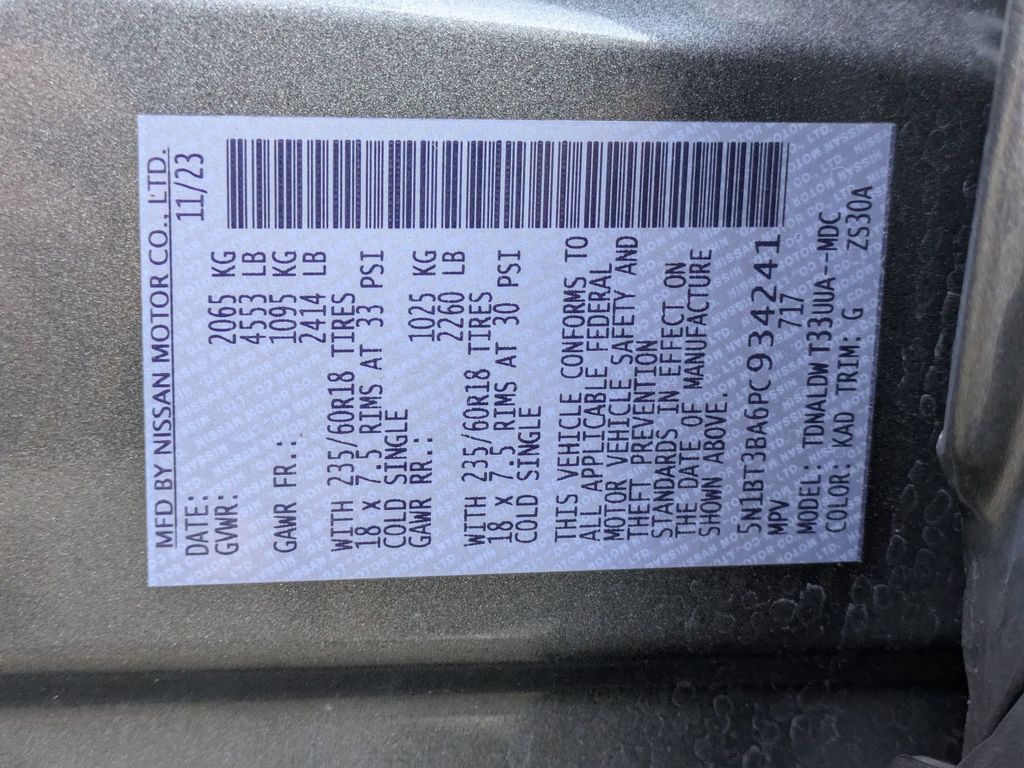 MFD BY NISSAN MOTOR CO., LTD.
DATE: 11/23
GVWR: 2065 KG
4553 LB
GAWR FR.: 1095 KG
2414 LB
WITH 235/60R18 TIRES
18 X 7.5 RIMS AT 33 PSI
COLD SINGLE
GAWR RR.: 1025 KG
2260 LB
WITH 235/60R18 TIRES
18 X 7.5 RIMS AT 30 PSI
COLD SINGLE
THIS VEHICLE CONFORMS TO
ALL APPLICABLE FEDERAL
MOTOR VEHICLE SAFETY AND
THEFT PREVENTION
STANDARDS IN EFFECT ON
THE DATE OF MANUFACTURE
SHOWN ABOVE.
5N1BT3BA6PC934241
MPV 717
MODEL: TDNALDW T33UUA--MDC
COLOR: KAD TRIM: G ZS30A